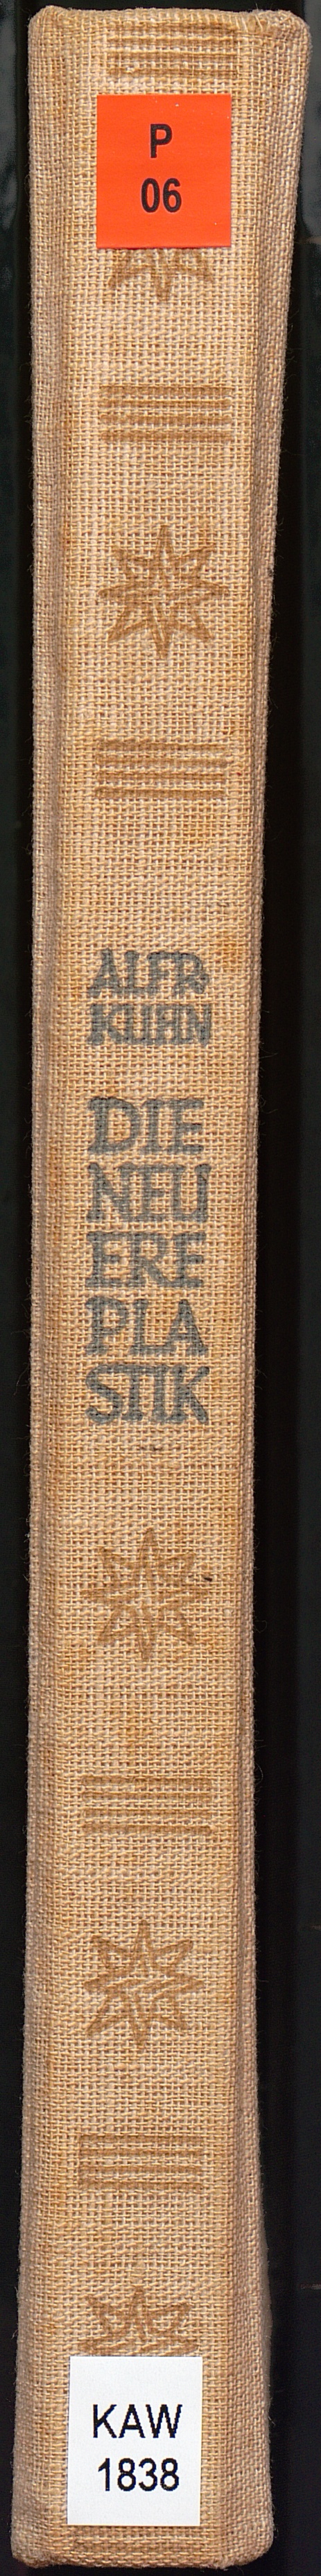 P
06
ALFR
KUHN
DIE
NEU
ERE
PLA
STIK
KAW
1838